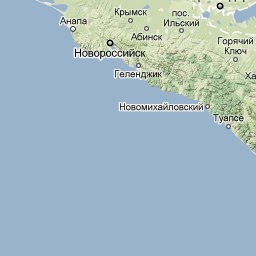 Крымск
пос.
Ильский
Анапа
Абинск
Новороссийск
Горячий
Ключ
Геленджик
Новомихайловский
Туапсе